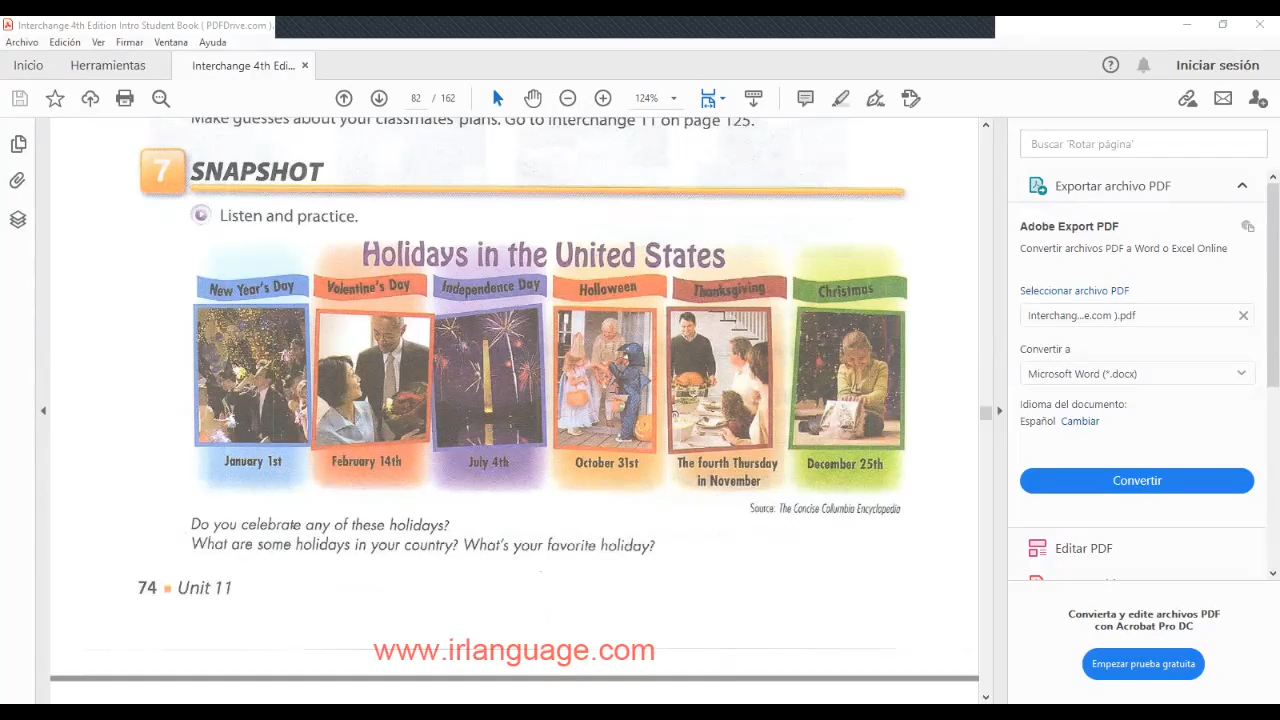 Interchange 4th Edition Intro Student Book ( PDFDrive.com )
Archivo Edición Ver Firmar Ventana Ayuda
Inicio Herramientas Interchange 4th Edi... ×
Iniciar sesión
82 / 162
124%
Make guesses about your classmates' plans. Go to Interchange 11 on page 125.
7 SNAPSHOT
Listen and practice.
Holidays in the United States
New Year's Day Valentine's Day Independence Day Halloween Thanksgiving Christmas
January 1st February 14th July 4th October 31st The fourth Thursday December 25th
in November
Source: The Concise Columbia Encyclopedia
Do you celebrate any of these holidays?
What are some holidays in your country? What's your favorite holiday?
74 Unit 11
www.irlanguage.com
Buscar 'Rotar página'
Exportar archivo PDF
Adobe Export PDF
Convertir archivos PDF a Word o Excel Online
Seleccionar archivo PDF
Interchang...e.com ).pdf
Convertir a
Microsoft Word (*.docx)
Idioma del documento:
Español Cambiar
Convertir
Editar PDF
Convierta y edite archivos PDF
con Acrobat Pro DC
Empezar prueba gratuita